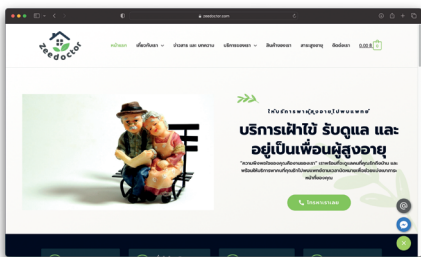 zeedoctor.com
zeedoctor
หน้าแรก เกี่ยวกับเรา ข่าวสาร และ บทความ บริการของเรา สินค้าของเรา สาระสูงอายุ ติดต่อเรา 0.00 ฿
ให้บริการพาผู้สูงอายุไปพบแพทย์
บริการเฝ้าไข้ รับดูแล และ
อยู่เป็นเพื่อนผู้สูงอายุ
โทรหาเราเลย